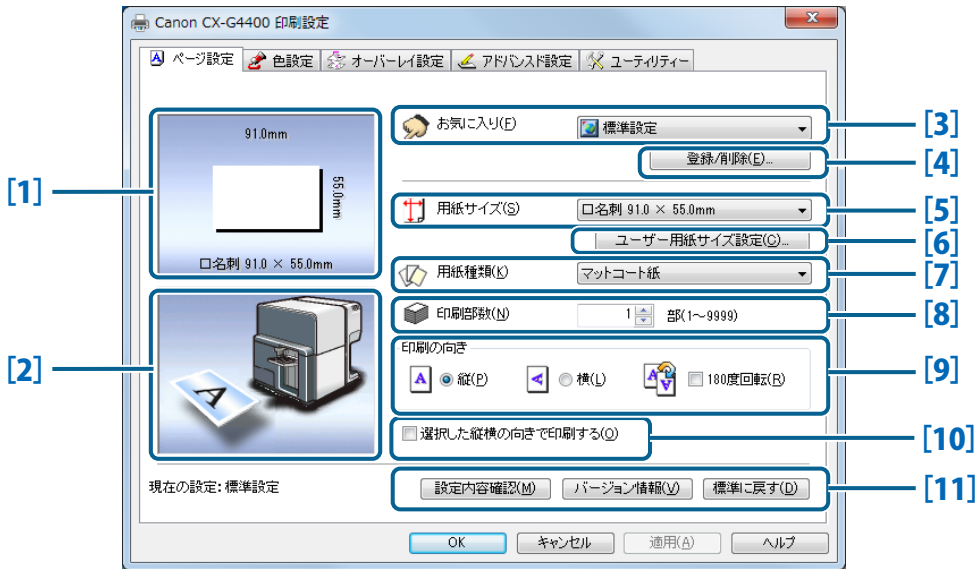 Canon CX-G4400 印刷設定
ページ設定 色設定 オーバーレイ設定 アドバンスド設定 ユーティリティー
91.0mm
55.0mm
口名刺 91.0 × 55.0mm
お気に入り(F) 標準設定
登録/削除(E)...
用紙サイズ(S) 口名刺 91.0 × 55.0mm
ユーザー用紙サイズ設定(C)...
用紙種類(K) マットコート紙
印刷部数(N) 1 部(1～9999)
印刷の向き
A 縦(P) A 横(L) A A 180度回転(R)
A
選択した縦横の向きで印刷する(O)
現在の設定:標準設定
設定内容確認(M) バージョン情報(V) 標準に戻す(D)
OK キャンセル 適用(A) ヘルプ
[1]
[2]
[3]
[4]
[5]
[6]
[7]
[8]
[9]
[10]
[11]